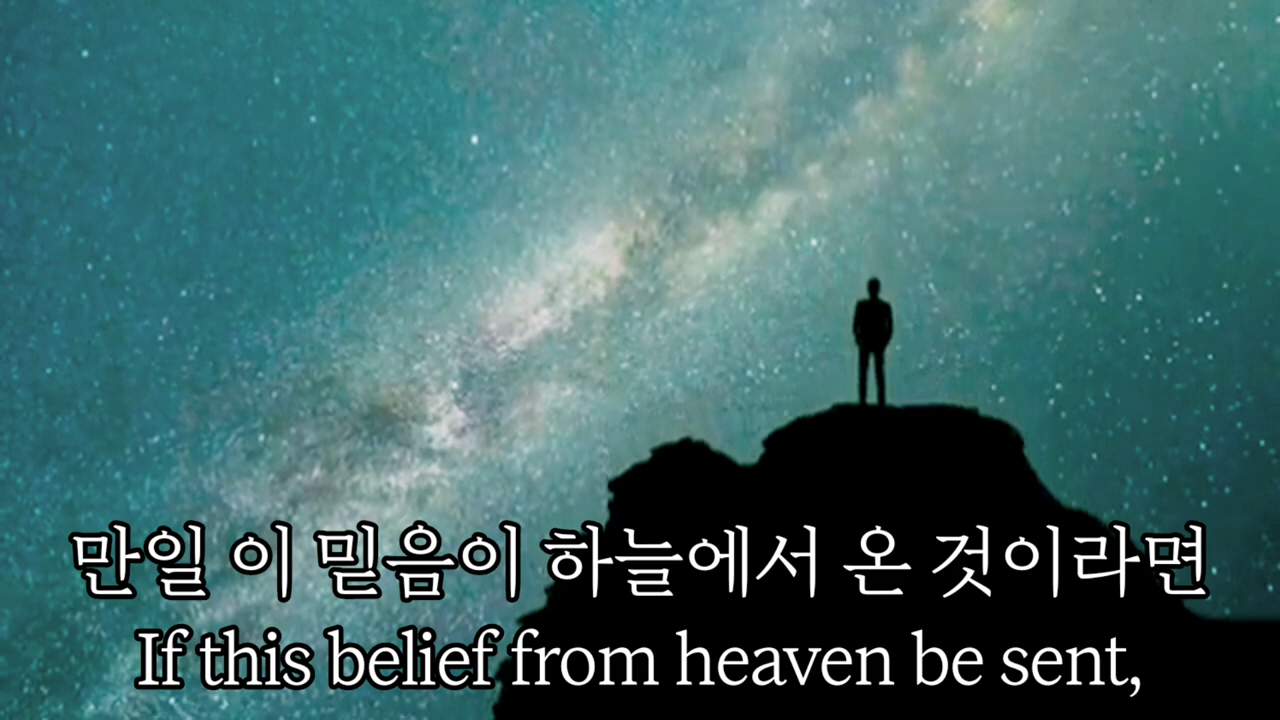 만일 이 믿음이 하늘에서 온 것이라면
If this belief from heaven be sent,